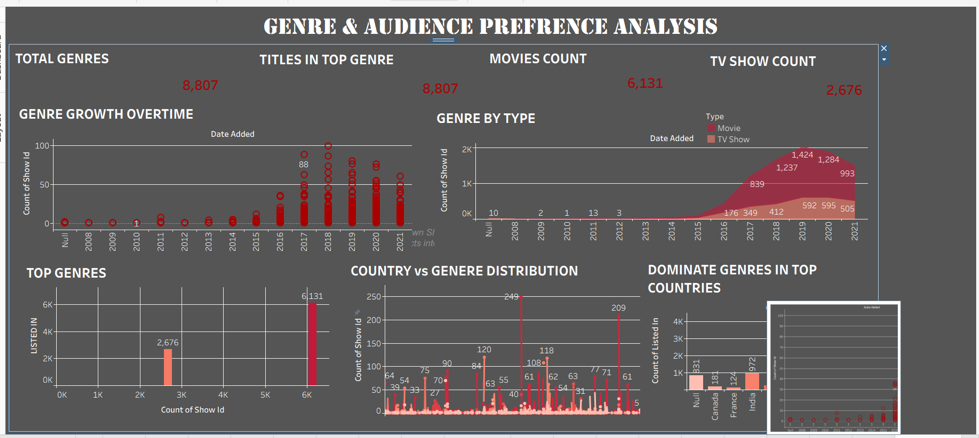 GENRE & AUDIENCE PREFRENCE ANALYSIS
TOTAL GENRES
8,807
TITLES IN TOP GENRE
8,807
MOVIES COUNT
6,131
TV SHOW COUNT
2,676
GENRE GROWTH OVERTIME
Date Added
Count of Show Id
100
50
0
88
1
Null
2008
2009
2010
2011
2012
2013
2014
2015
2016
2017
2018
2019
2020
2021
GENRE BY TYPE
Type
Movie
TV Show
Date Added
Count of Show Id
2K
1K
0K
10
2
1
13
3
176
349
412
592
595
505
839
1,237
1,424
1,284
993
Null
2008
2009
2010
2011
2012
2013
2014
2015
2016
2017
2018
2019
2020
2021
TOP GENRES
LISTED IN
6K
4K
2K
0K
2,676
6,131
0K
1K
2K
3K
4K
5K
6K
Count of Show Id
COUNTRY vs GENERE DISTRIBUTION
Count of Show Id
250
200
150
100
50
0
64
39
54
33
75
27
70
90
84
120
63
55
40
249
61
108
118
62
54
63
31
77
71
209
61
5
DOMINATE GENRES IN TOP
COUNTRIES
Count of Listed In
4K
3K
2K
1K
831
181
124
972
Null
Canada
France
India